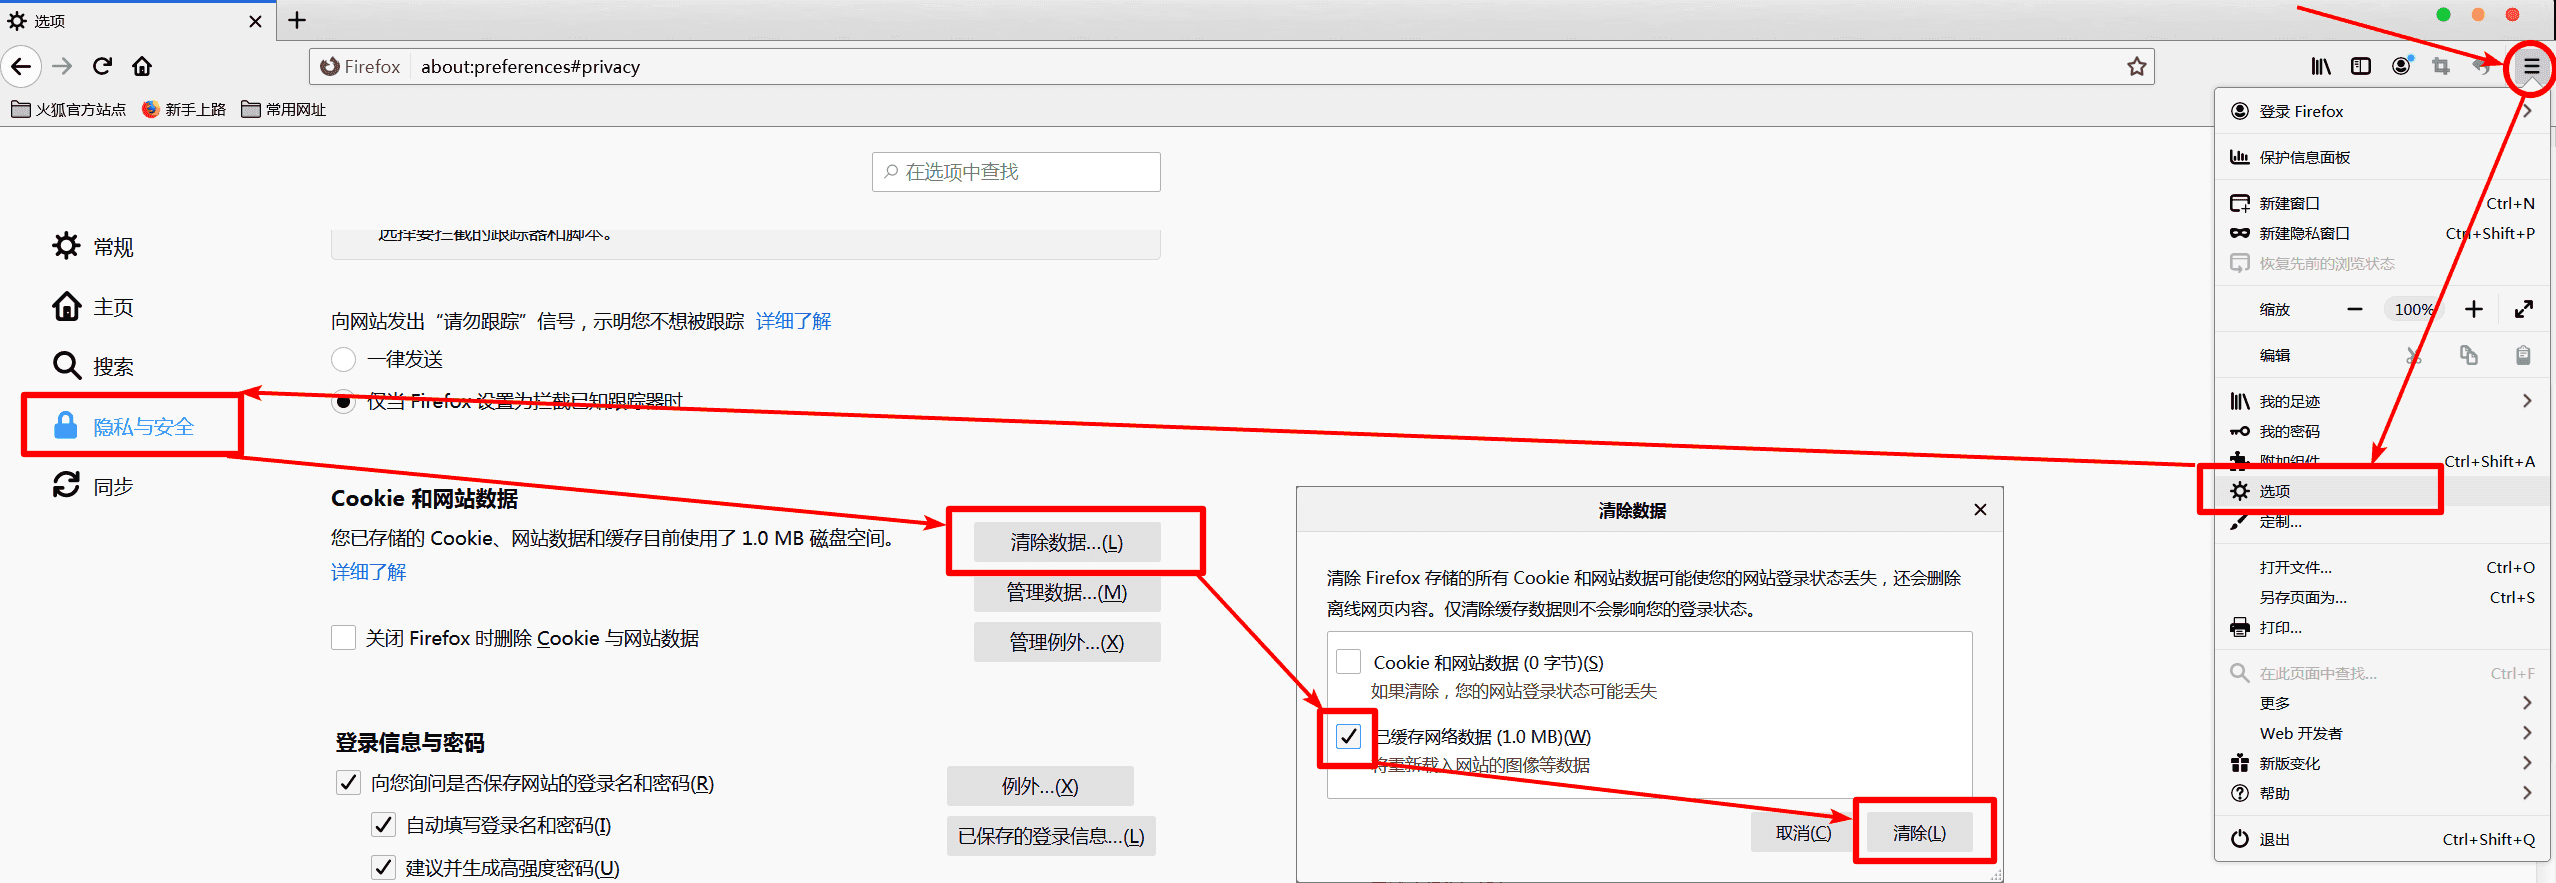 选项
Firefox about:preferences#privacy
火狐官方站点 新手上路 常用网址
在选项中查找
常规
主页
搜索
隐私与安全
同步
选择要拦截的跟踪器和脚本。
向网站发出“请勿跟踪”信号，示明您不想被跟踪 详细了解
一律发送
仅当 Firefox 设置为拦截已知跟踪器时
Cookie 和网站数据
您已存储的 Cookie、网站数据和缓存目前使用了 1.0 MB 磁盘空间。
详细了解
清除数据...(L)
管理数据...(M)
管理例外...(X)
关闭 Firefox 时删除 Cookie 与网站数据
登录信息与密码
向您询问是否保存网站的登录名和密码(R)
自动填写登录名和密码(I)
建议并生成高强度密码(U)
例外...(X)
已保存的登录信息...(L)
清除数据
清除 Firefox 存储的所有 Cookie 和网站数据可能使您的网站登录状态丢失，还会删除
离线网页内容。仅清除缓存数据则不会影响您的登录状态。
Cookie 和网站数据 (0 字节)(S)
如果清除，您的网站登录状态可能丢失
已缓存网络数据 (1.0 MB)(W)
将重新载入网站的图像等数据
取消(C)
清除(L)
登录 Firefox
保护信息面板
新建窗口 Ctrl+N
新建隐私窗口 Ctrl+Shift+P
恢复先前的浏览状态
缩放 100%
编辑
我的足迹
我的密码
附加组件 Ctrl+Shift+A
选项
定制...
打开文件... Ctrl+O
另存页面为... Ctrl+S
打印...
在此页面中查找... Ctrl+F
更多
Web 开发者
新版变化
帮助
退出 Ctrl+Shift+Q